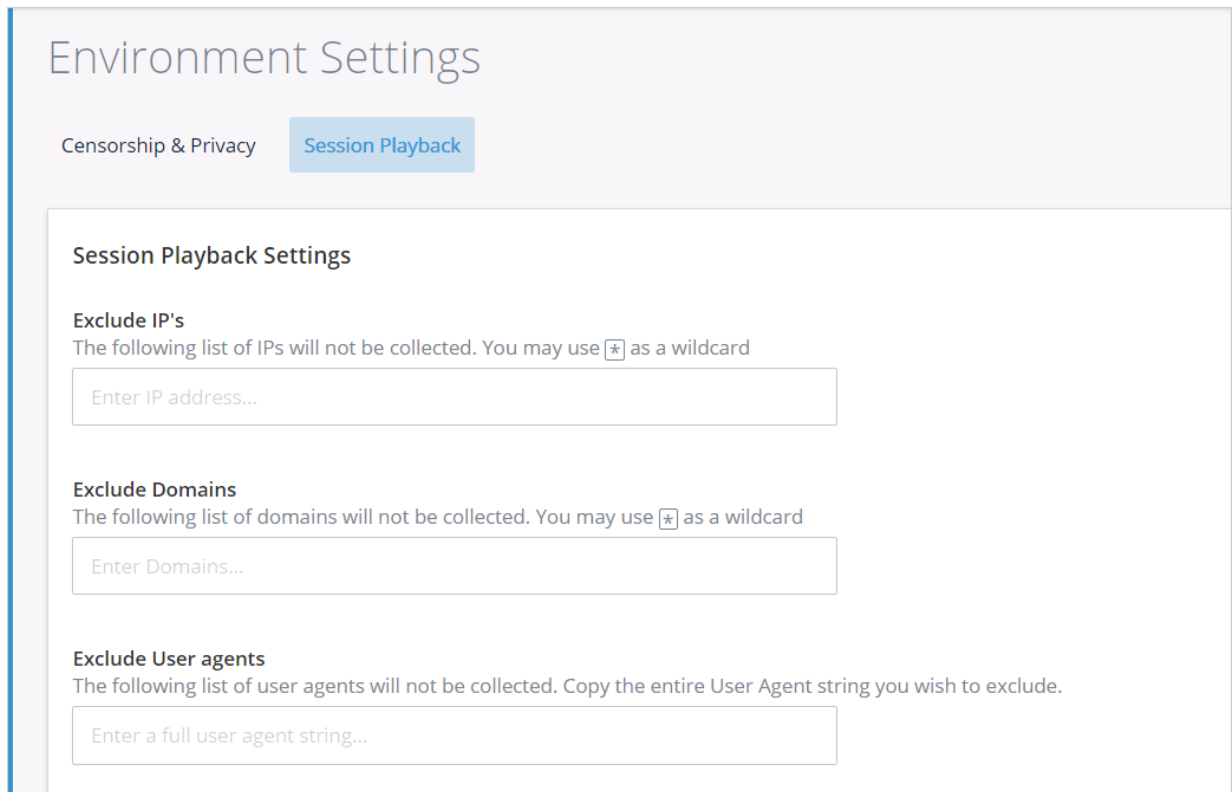 Environment Settings
Censorship & Privacy
Session Playback
Session Playback Settings
Exclude IP's
The following list of IPs will not be collected. You may use * as a wildcard
Enter IP address...
Exclude Domains
The following list of domains will not be collected. You may use * as a wildcard
Enter Domains...
Exclude User agents
The following list of user agents will not be collected. Copy the entire User Agent string you wish to exclude.
Enter a full user agent string...